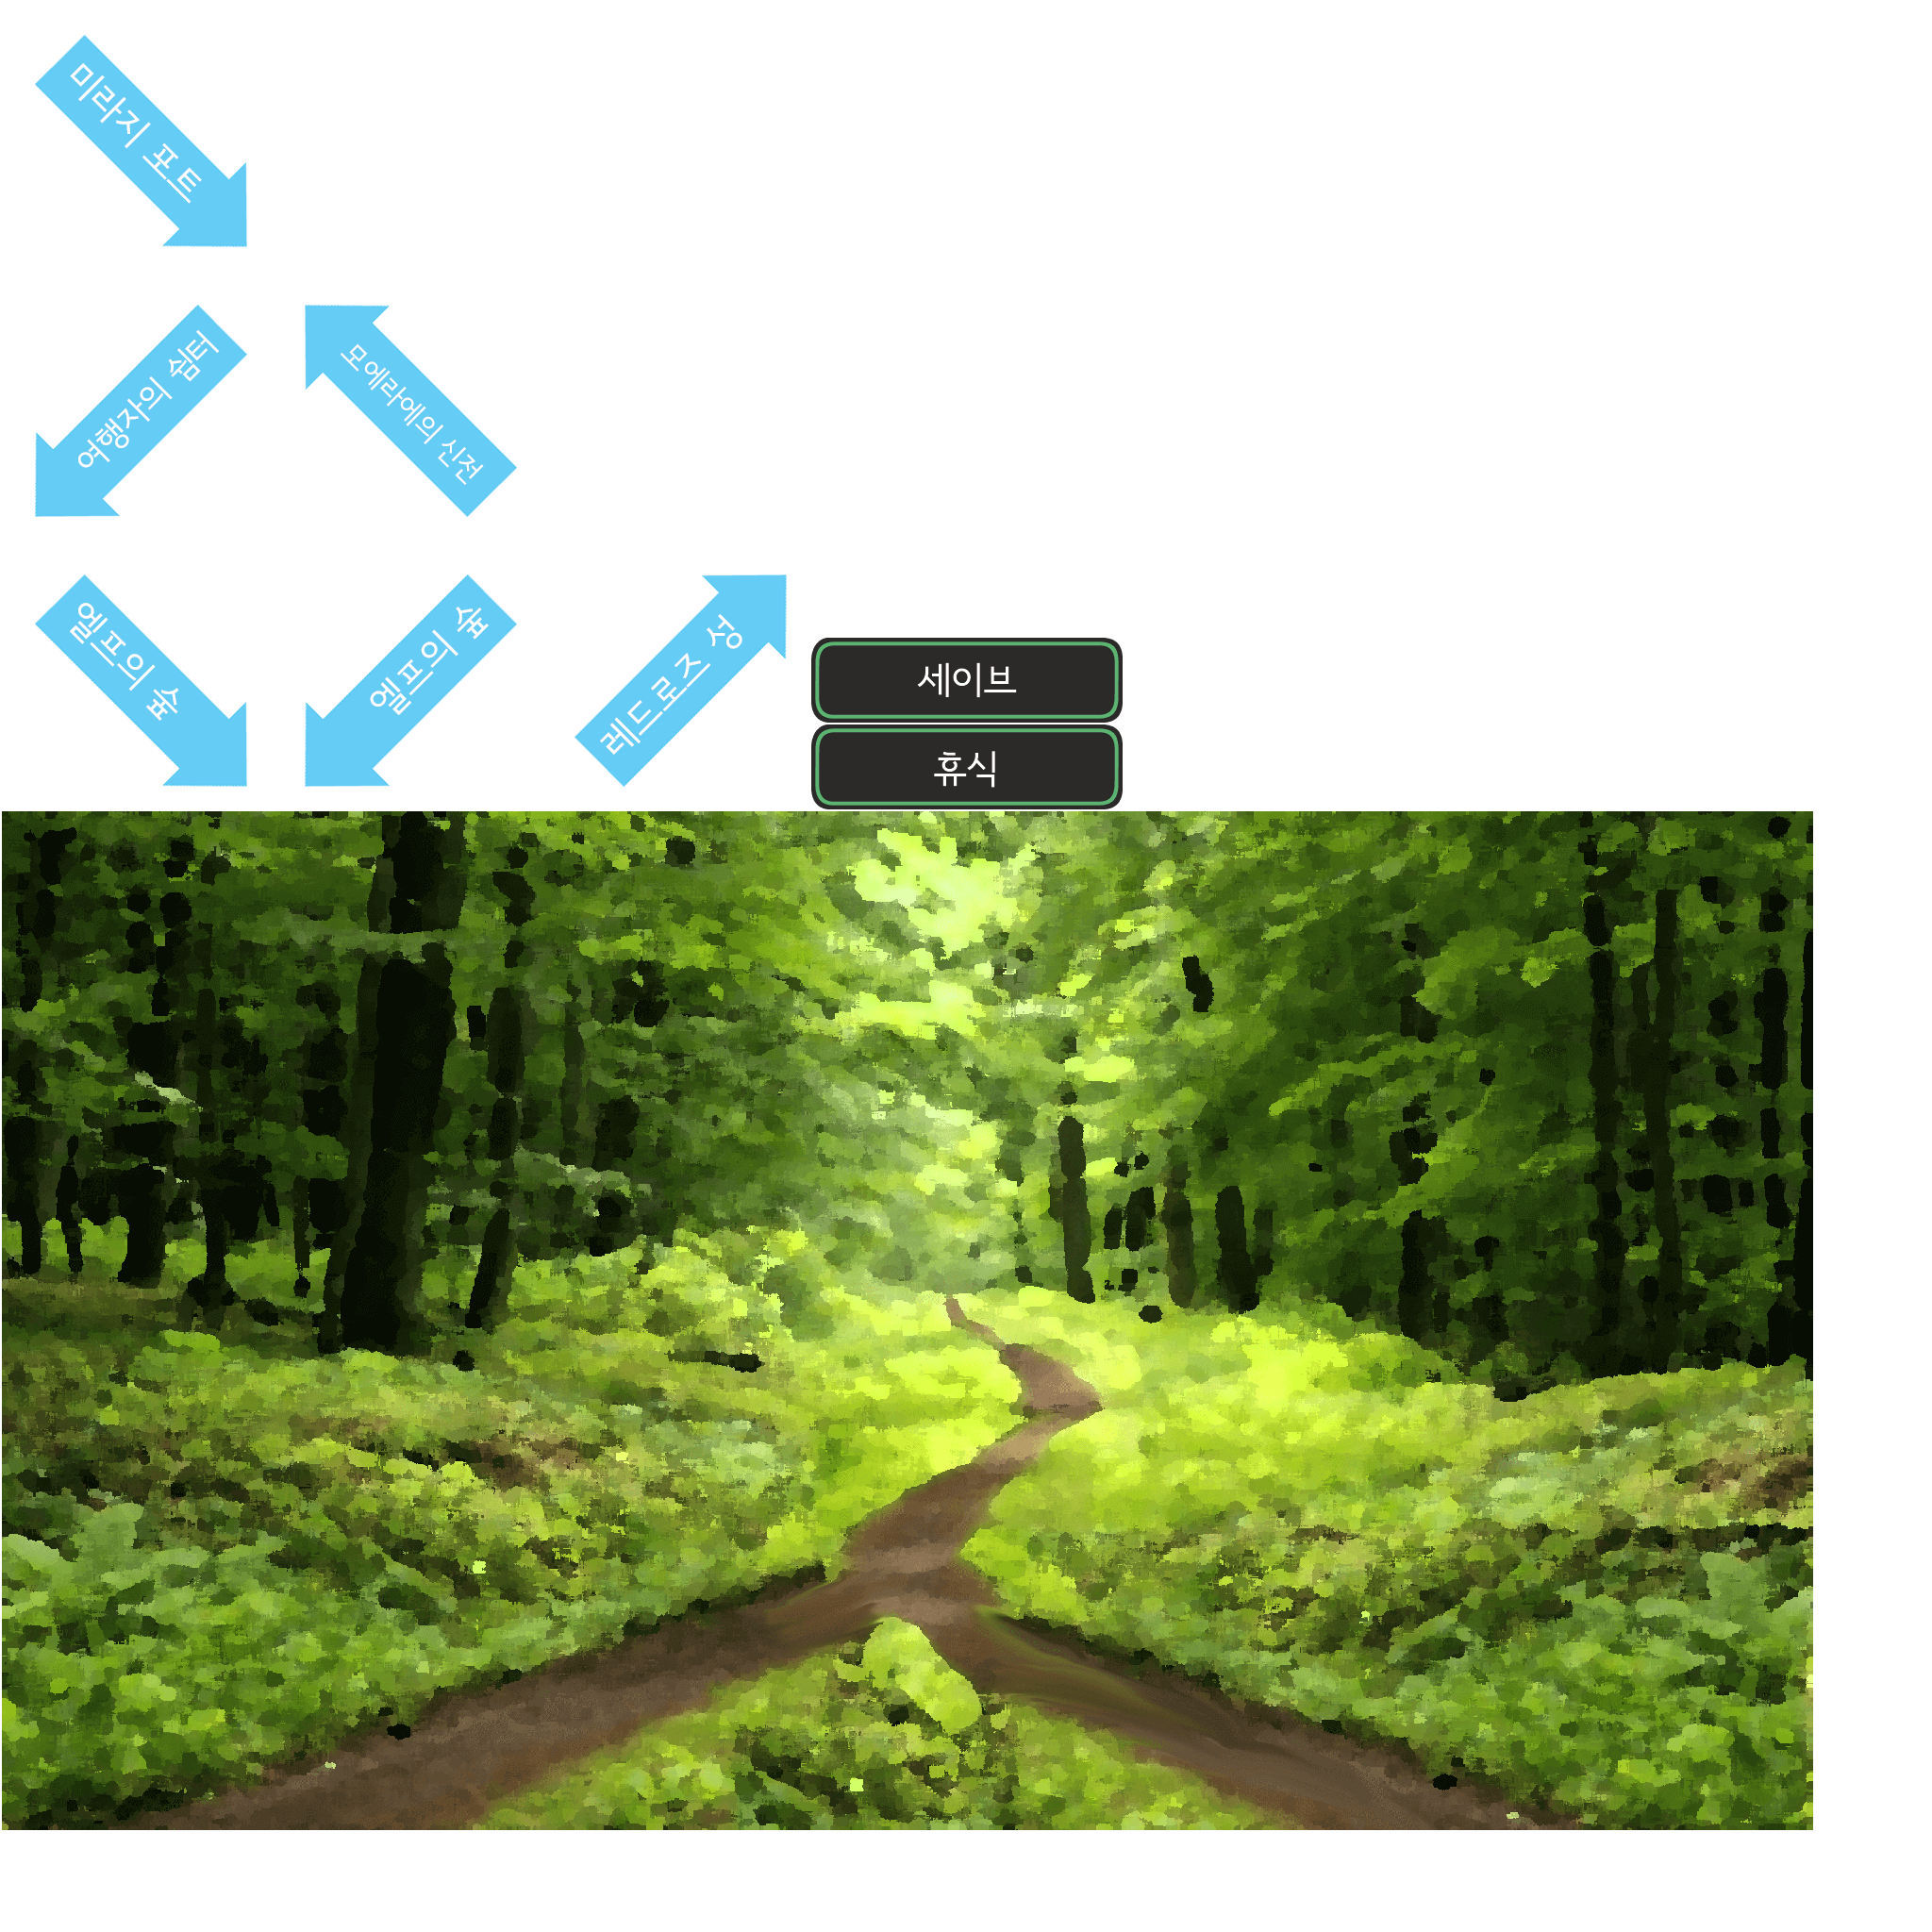 미라지 포트
여행자의 쉼터
모에라에의 신전
엘프의 숲
엘프의 숲
레드로즈 성
세이브
휴식